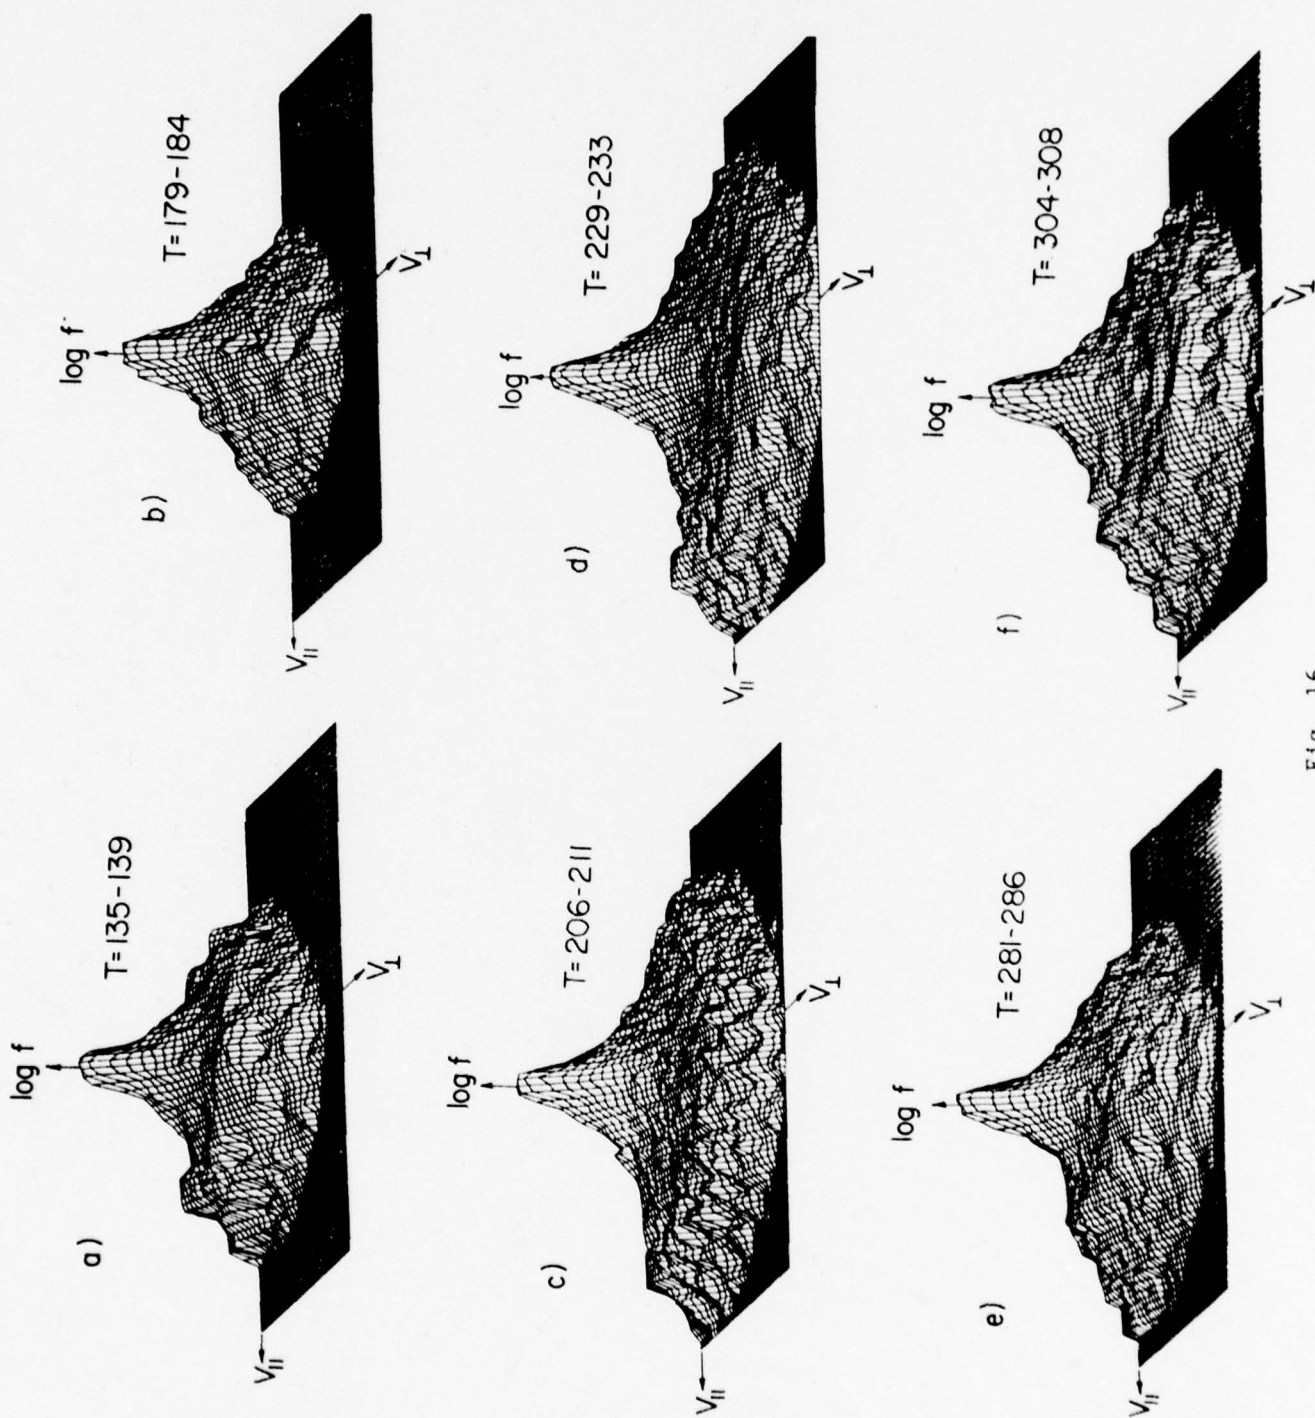 a)
log f
T=135-139
V||
V⊥
b)
log f
T=179-184
V||
V⊥
c)
log f
T=206-211
V||
V⊥
d)
log f
T=229-233
V||
V⊥
e)
log f
T=281-286
V||
V⊥
f)
log f
T=304-308
V||
V⊥
Fig. 16